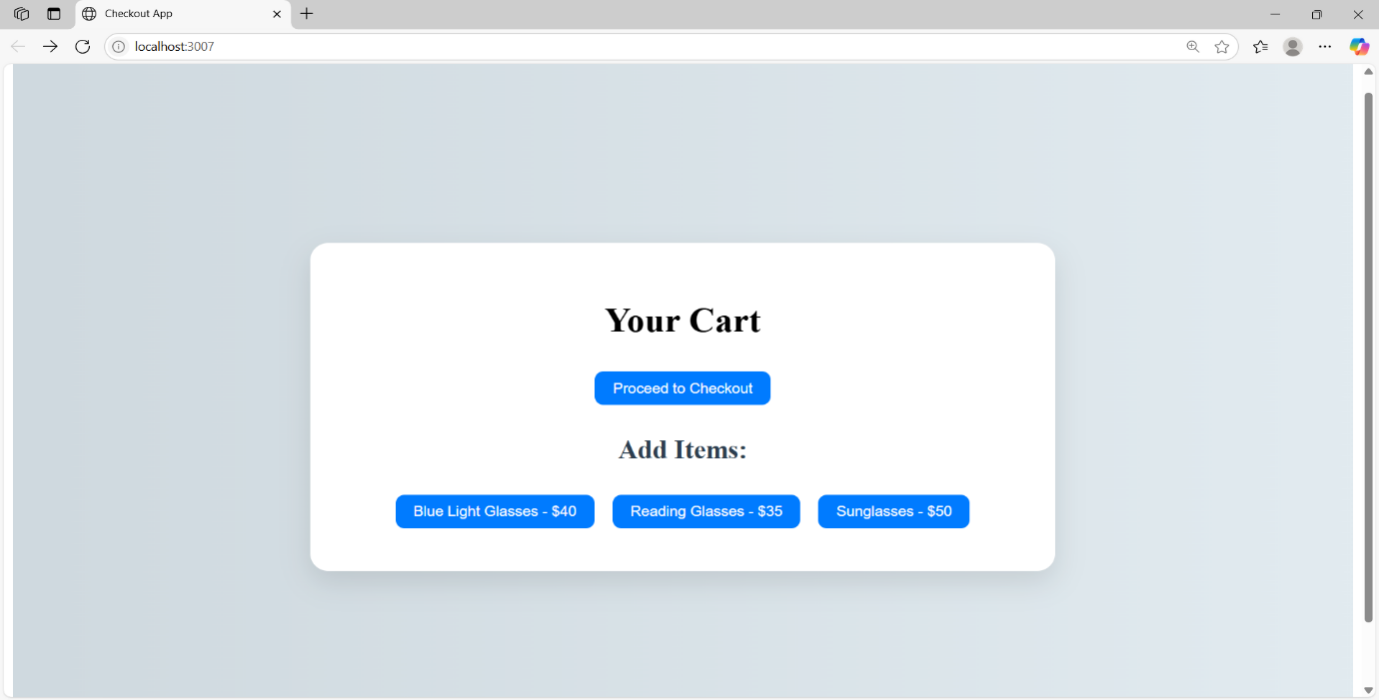 Checkout App
localhost:3007
Your Cart
Proceed to Checkout
Add Items:
Blue Light Glasses - $40 Reading Glasses - $35 Sunglasses - $50